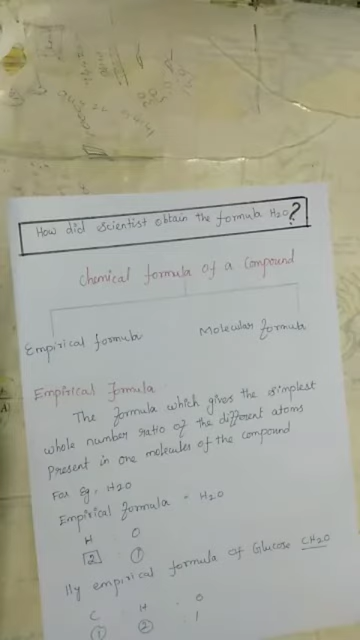 How did scientist obtain the formula H2O?
Chemical formula of a Compound
Empirical formula Molecular formula
Empirical formula
The formula which gives the simplest
whole number ratio of the different atoms
Present in one molecules of the compound
For Eg, H2O
Empirical formula = H2O
H O
2 1
lly empirical formula of Glucose CH2O
C H : O
1 2 : 1